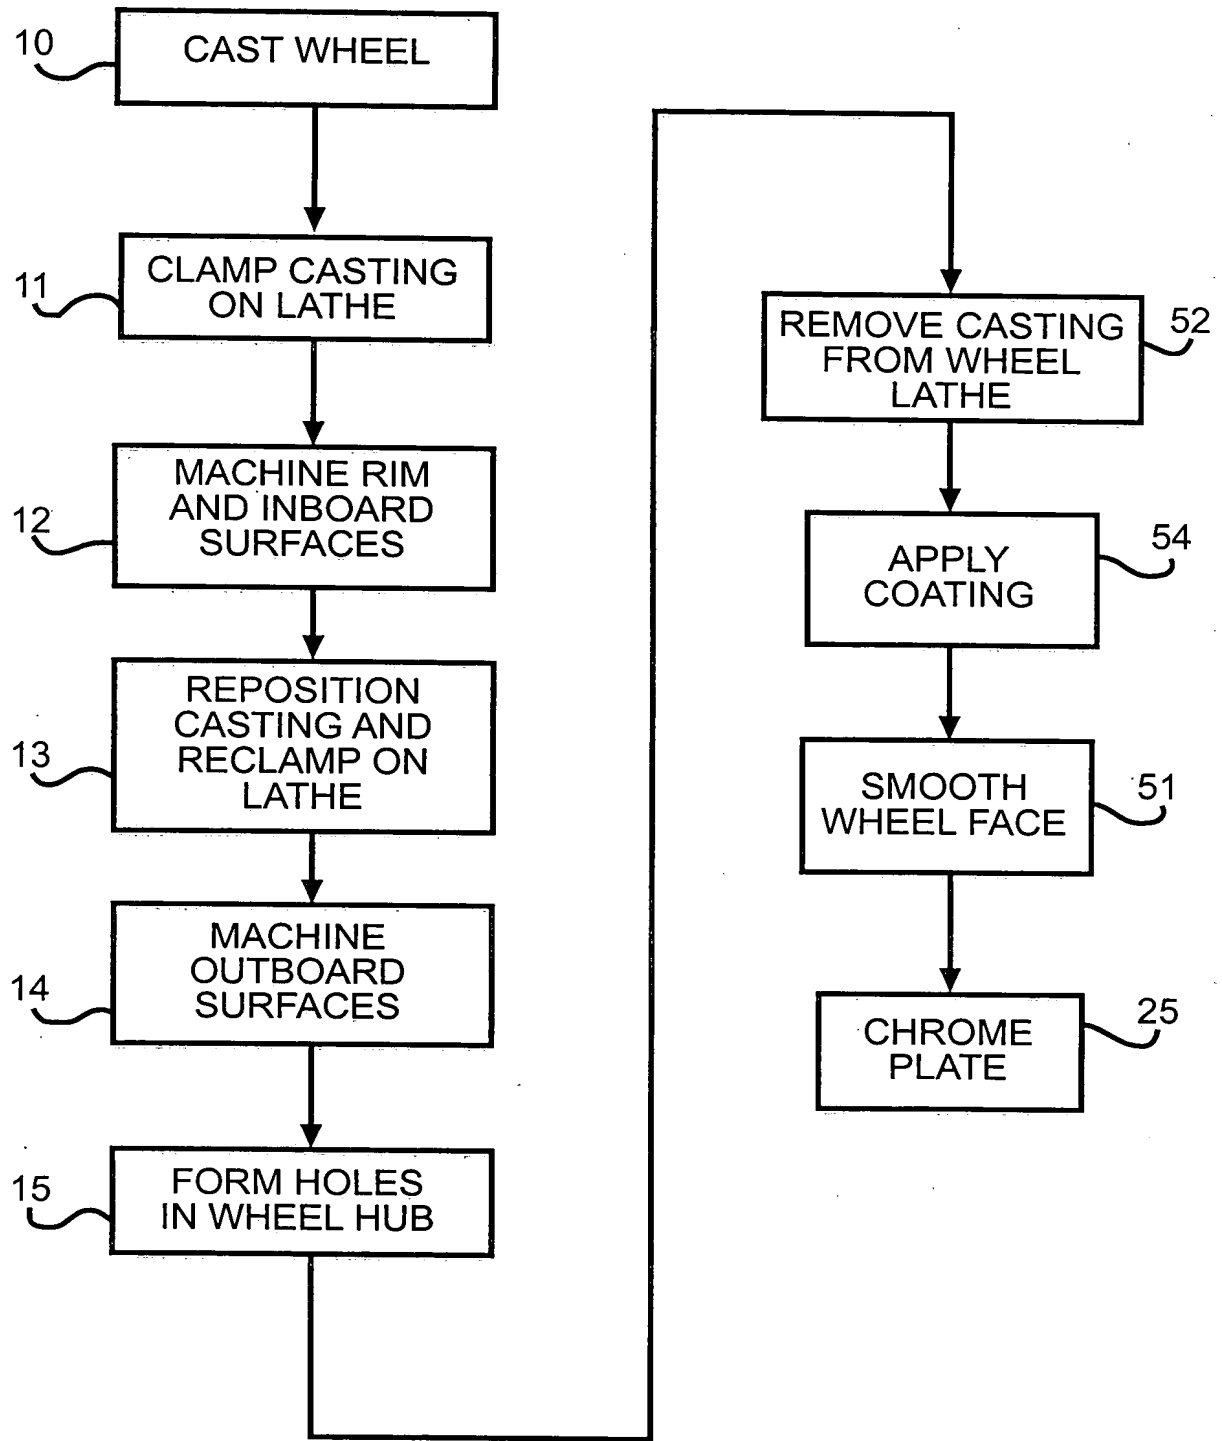 10
CAST WHEEL
11
CLAMP CASTING
ON LATHE
12
MACHINE RIM
AND INBOARD
SURFACES
13
REPOSITION
CASTING AND
RECLAMP ON
LATHE
14
MACHINE
OUTBOARD
SURFACES
15
FORM HOLES
IN WHEEL HUB
REMOVE CASTING
FROM WHEEL
LATHE
52
APPLY
COATING
54
SMOOTH
WHEEL FACE
51
CHROME
PLATE
25